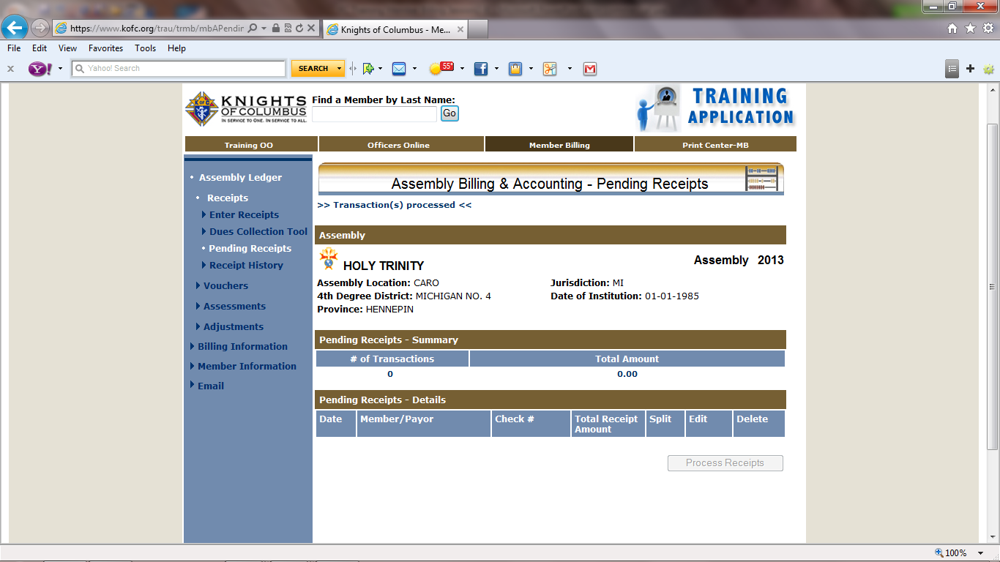 https://www.kofc.org/trau/trmb/mbAPendin
Knights of Columbus - Me...
File Edit View Favorites Tools Help
Y!
Yahoo! Search
SEARCH
55°
KNIGHTS
OF COLUMBUS
IN SERVICE TO ONE. IN SERVICE TO ALL.
Find a Member by Last Name:
Go
TRAINING
APPLICATION
Training OO
Officers Online
Member Billing
Print Center-MB
Assembly Ledger
Receipts
Enter Receipts
Dues Collection Tool
Pending Receipts
Receipt History
Vouchers
Assessments
Adjustments
Billing Information
Member Information
Email
Assembly Billing & Accounting - Pending Receipts
>> Transaction(s) processed <<
Assembly
HOLY TRINITY
Assembly 2013
Assembly Location: CARO
Jurisdiction: MI
4th Degree District: MICHIGAN NO. 4
Date of Institution: 01-01-1985
Province: HENNEPIN
Pending Receipts - Summary
# of Transactions
Total Amount
0
0.00
Pending Receipts - Details
Date
Member/Payor
Check #
Total Receipt
Amount
Split
Edit
Delete
Process Receipts
100%